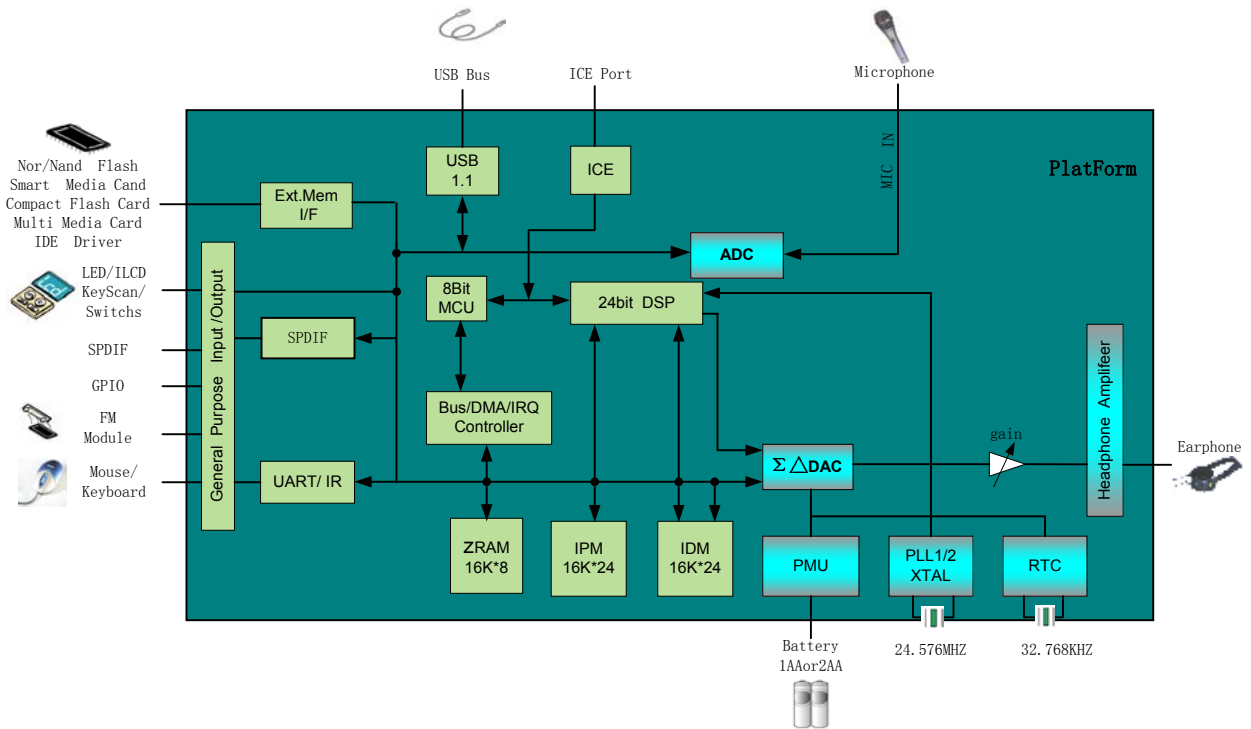 USB Bus
ICE Port
Microphone
MIC IN
PlatForm
Nor/Nand Flash
Smart Media Cand
Compact Flash Card
Multi Media Card
IDE Driver
LED/ILCD
KeyScan/
Switchs
SPDIF
GPIO
FM
Module
Mouse/
Keyboard
General Purpose Input/Output
Ext.Mem
I/F
SPDIF
UART/ IR
USB
1.1
ICE
8Bit
MCU
24bit DSP
ADC
Bus/DMA/IRQ
Controller
ZRAM
16K*8
IPM
16K*24
IDM
16K*24
Σ △DAC
gain
Headphone Amplifeer
Earphone
PMU
PLL1/2
XTAL
RTC
Battery
1AAor2AA
24.576MHZ
32.768KHZ
Lcd